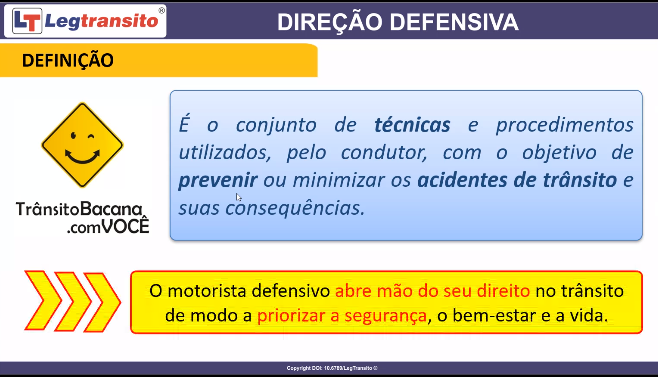 LT Legtransito®
DIREÇÃO DEFENSIVA
DEFINIÇÃO
É o conjunto de técnicas e procedimentos
utilizados, pelo condutor, com o objetivo de
prevenir ou minimizar os acidentes de trânsito e
suas consequências.
TrânsitoBacana
.comVOCÊ
O motorista defensivo abre mão do seu direito no trânsito
de modo a priorizar a segurança, o bem-estar e a vida.
Copyright DOI: 10.6789/LegTransito ©